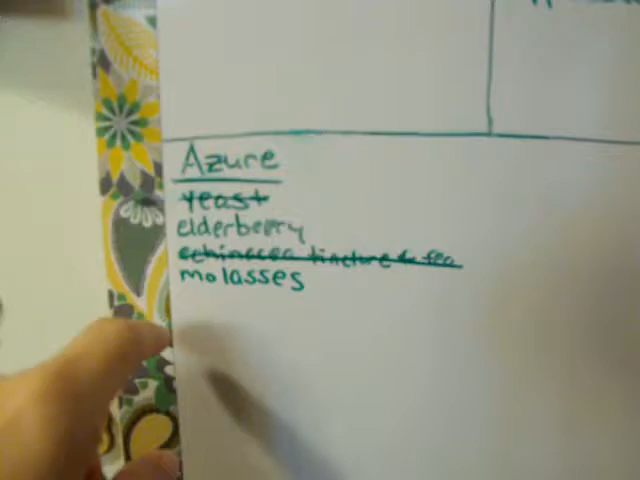 Azure
yeast
elderberry
echinacea tincture & tea
molasses